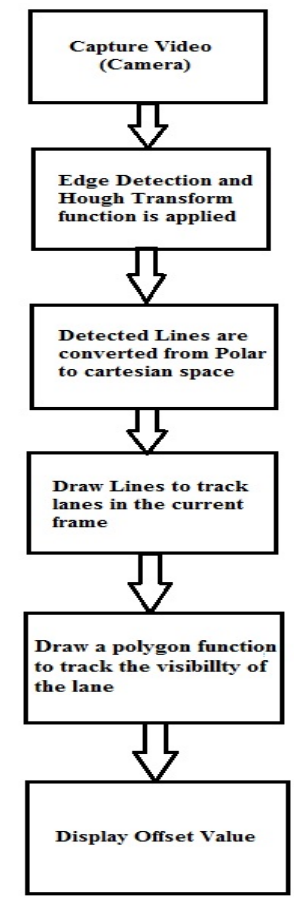 Capture Video
(Camera)
Edge Detection and
Hough Transform
function is applied
Detected Lines are
converted from Polar
to cartesian space
Draw Lines to track
lanes in the current
frame
Draw a polygon function
to track the visibillty of
the lane
Display Offset Value